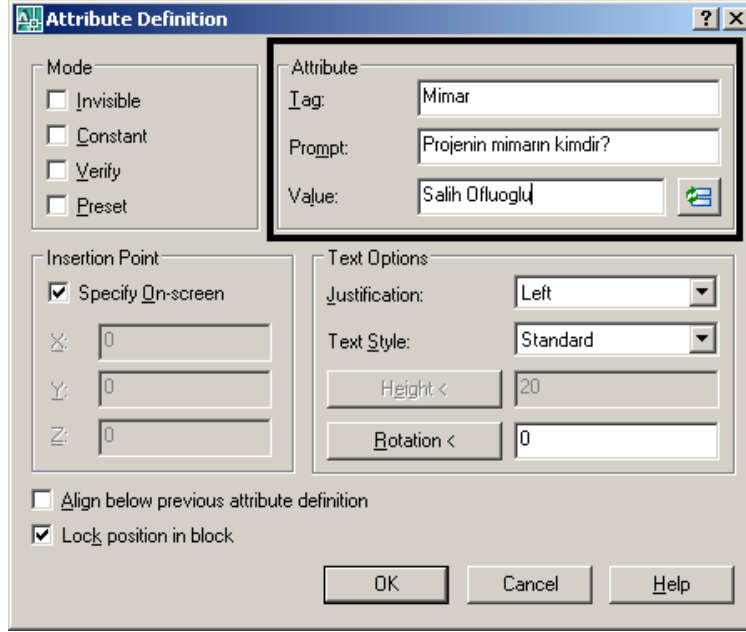 Attribute Definition
Mode
Invisible
Constant
Verify
Preset
Attribute
Tag: Mimar
Prompt: Projenin mimarın kimdir?
Value: Salih Ofluoglu
Insertion Point
Specify On-screen
X: 0
Y: 0
Z: 0
Text Options
Justification: Left
Text Style: Standard
Height < 20
Rotation < 0
Align below previous attribute definition
Lock position in block
OK Cancel Help